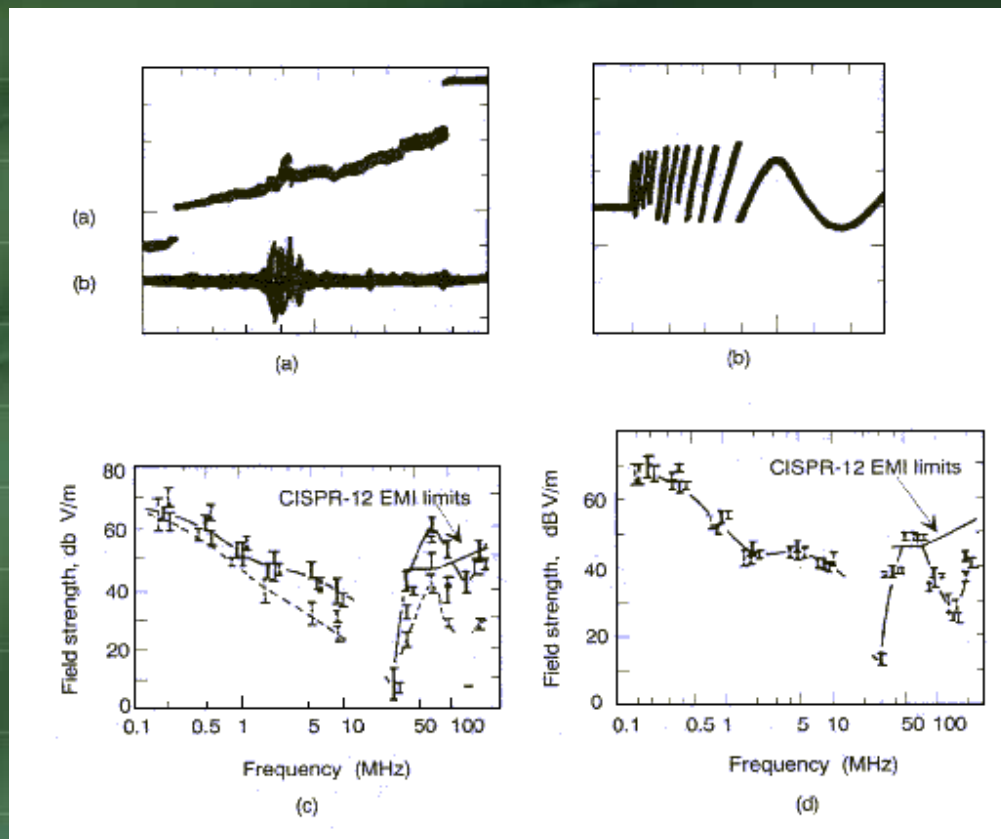 (a)
(b)
(a)
(b)
80
60
40
20
0
Field strength, db V/m
CISPR-12 EMI limits
0.1 0.5 1 5 10 50 100
Frequency (MHz)
(c)
60
40
20
0
Field strength, dB V/m
CISPR-12 EMI limits
0.1 0.5 1 5 10 50 100
Frequency (MHz)
(d)